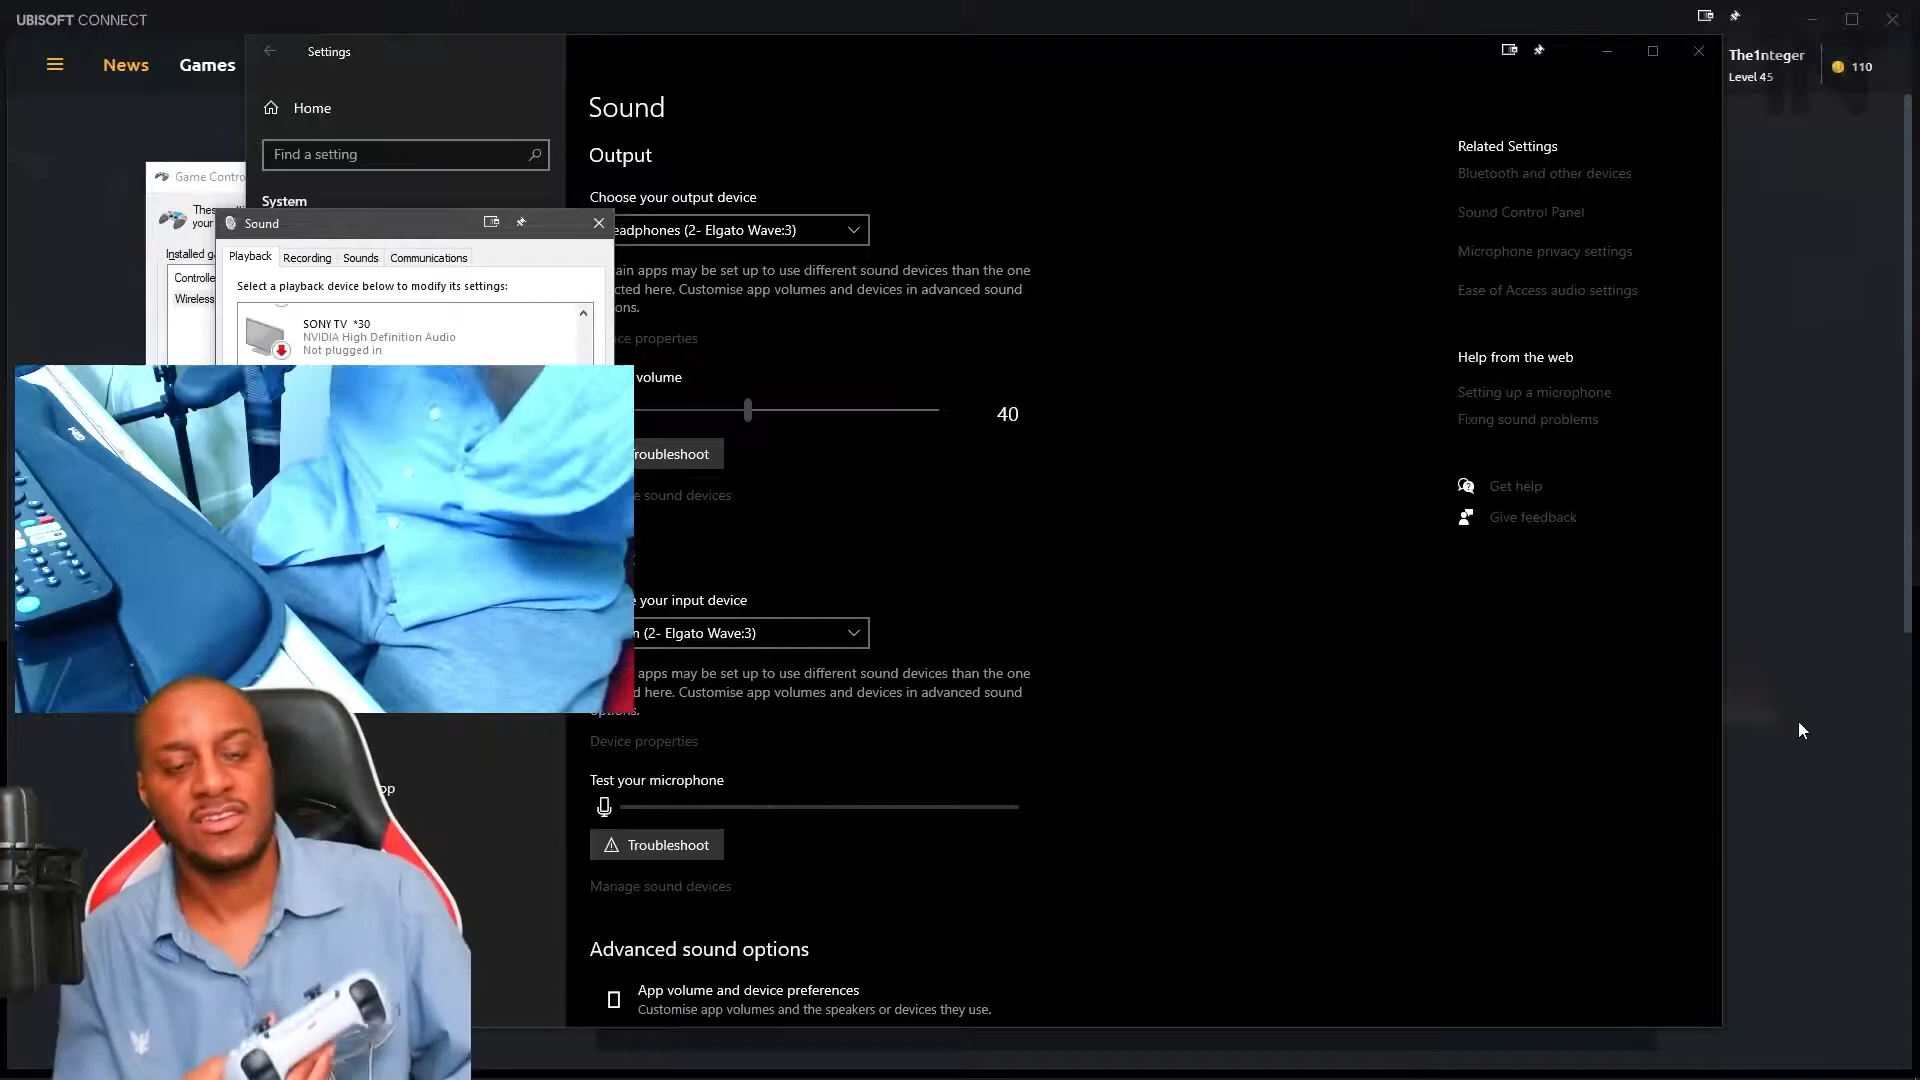 UBISOFT CONNECT
News
Games
The1nteger
Level 45
110
Game Contro
These
your
Installed ga
Controlle
Wireless
Settings
Home
Find a setting
System
Sound
Playback
Recording
Sounds
Communications
Select a playback device below to modify its settings:
SONY TV *30
NVIDIA High Definition Audio
Not plugged in
op
Sound
Output
Choose your output device
eadphones (2- Elgato Wave:3)
ain apps may be set up to use different sound devices than the one
cted here. Customise app volumes and devices in advanced sound
ons.
ce properties
volume
40
roubleshoot
e sound devices
e your input device
n (2- Elgato Wave:3)
apps may be set up to use different sound devices than the one
d here. Customise app volumes and devices in advanced sound
options.
Device properties
Test your microphone
Troubleshoot
Manage sound devices
Advanced sound options
App volume and device preferences
Customise app volumes and the speakers or devices they use.
Related Settings
Bluetooth and other devices
Sound Control Panel
Microphone privacy settings
Ease of Access audio settings
Help from the web
Setting up a microphone
Fixing sound problems
Get help
Give feedback